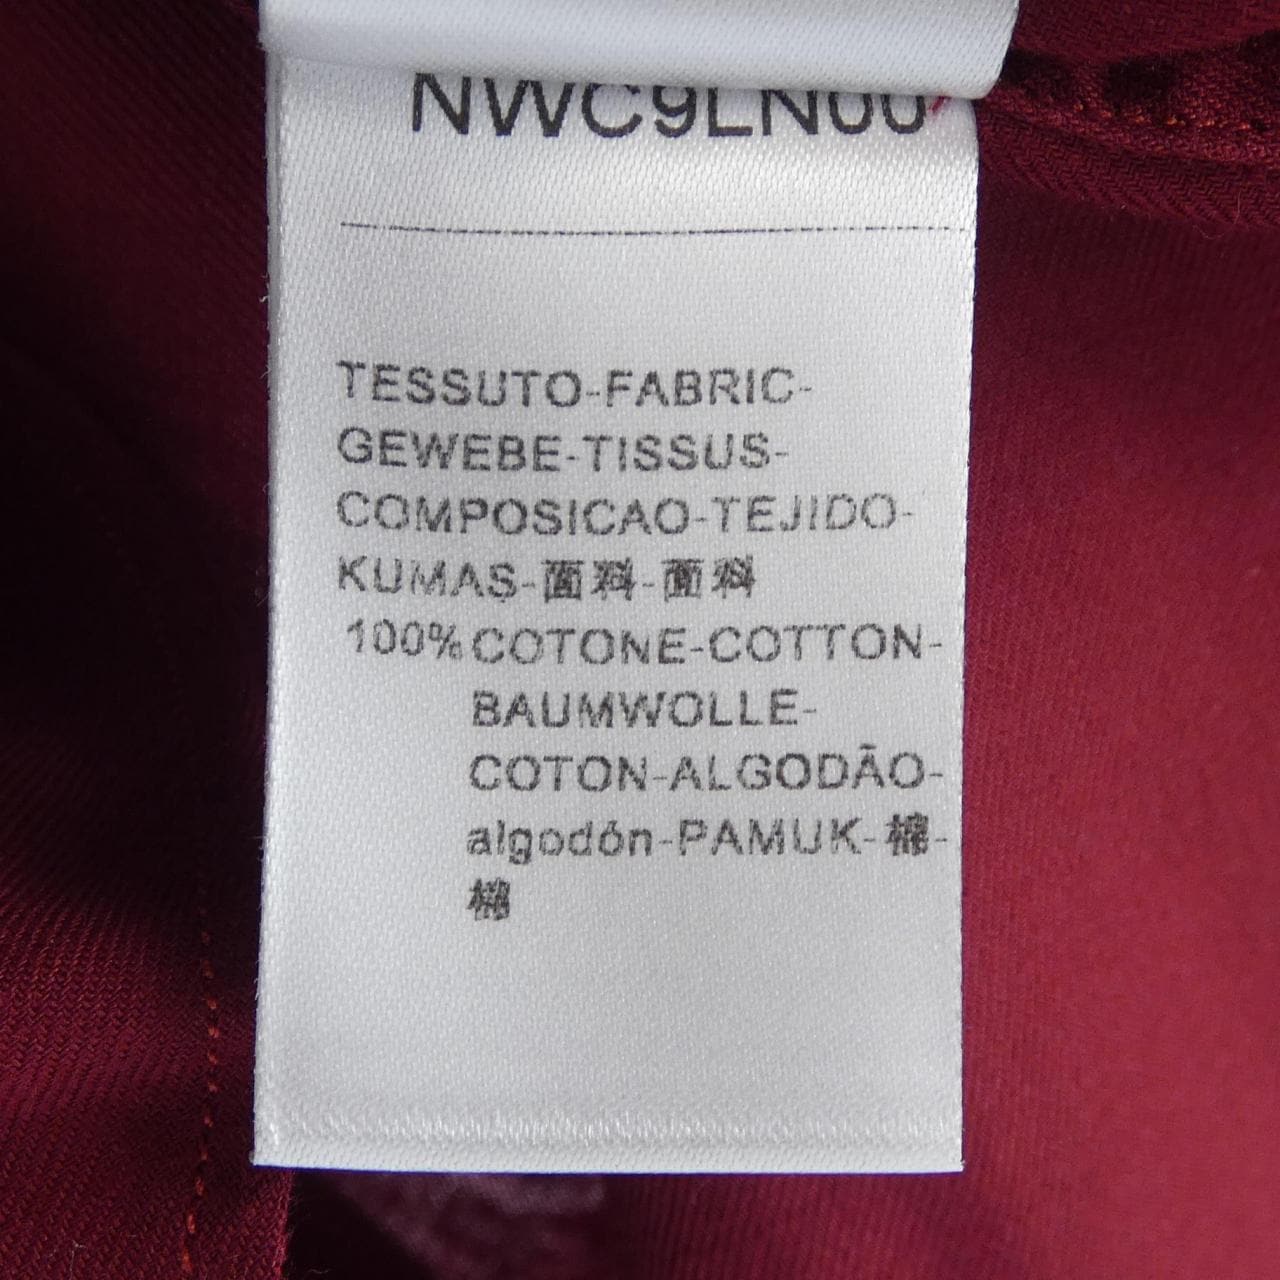 NWC9LN00
TESSUTO-FABRIC-
GEWEBE-TISSUS-
COMPOSICAO-TEJIDO-
KUMAŞ-面料-面料
100% COTONE-COTTON-
BAUMWOLLE-
COTON-ALGODÃO-
algodón-PAMUK-棉-
棉